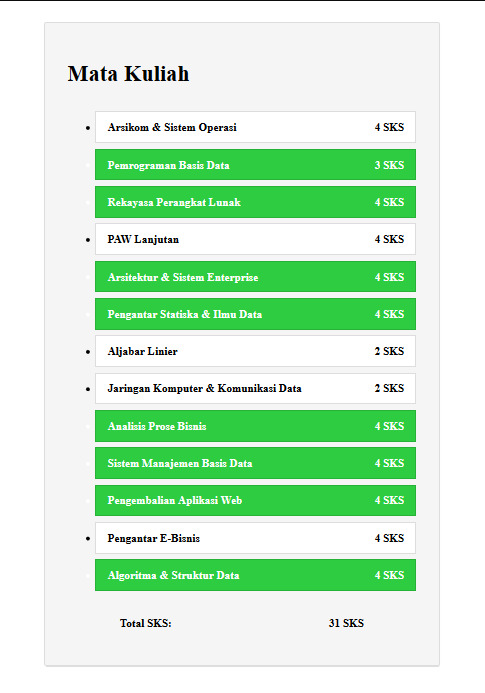 Mata Kuliah
Arsikom & Sistem Operasi 4 SKS
Pemrograman Basis Data 3 SKS
Rekayasa Perangkat Lunak 4 SKS
PAW Lanjutan 4 SKS
Arsitektur & Sistem Enterprise 4 SKS
Pengantar Statiska & Ilmu Data 4 SKS
Aljabar Linier 2 SKS
Jaringan Komputer & Komunikasi Data 2 SKS
Analisis Prose Bisnis 4 SKS
Sistem Manajemen Basis Data 4 SKS
Pengembalian Aplikasi Web 4 SKS
Pengantar E-Bisnis 4 SKS
Algoritma & Struktur Data 4 SKS
Total SKS: 31 SKS